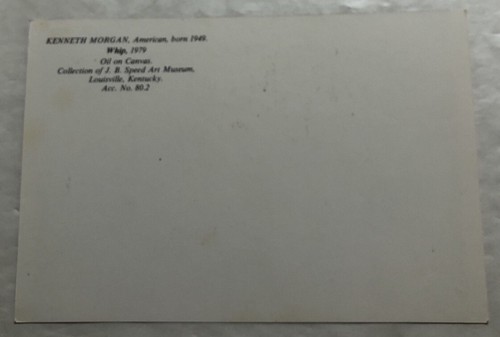 KENNETH MORGAN, American, born 1949.
Whip, 1979
Oil on Canvas.
Collection of J. B. Speed Art Museum,
Louisville, Kentucky.
Acc. No. 80.2